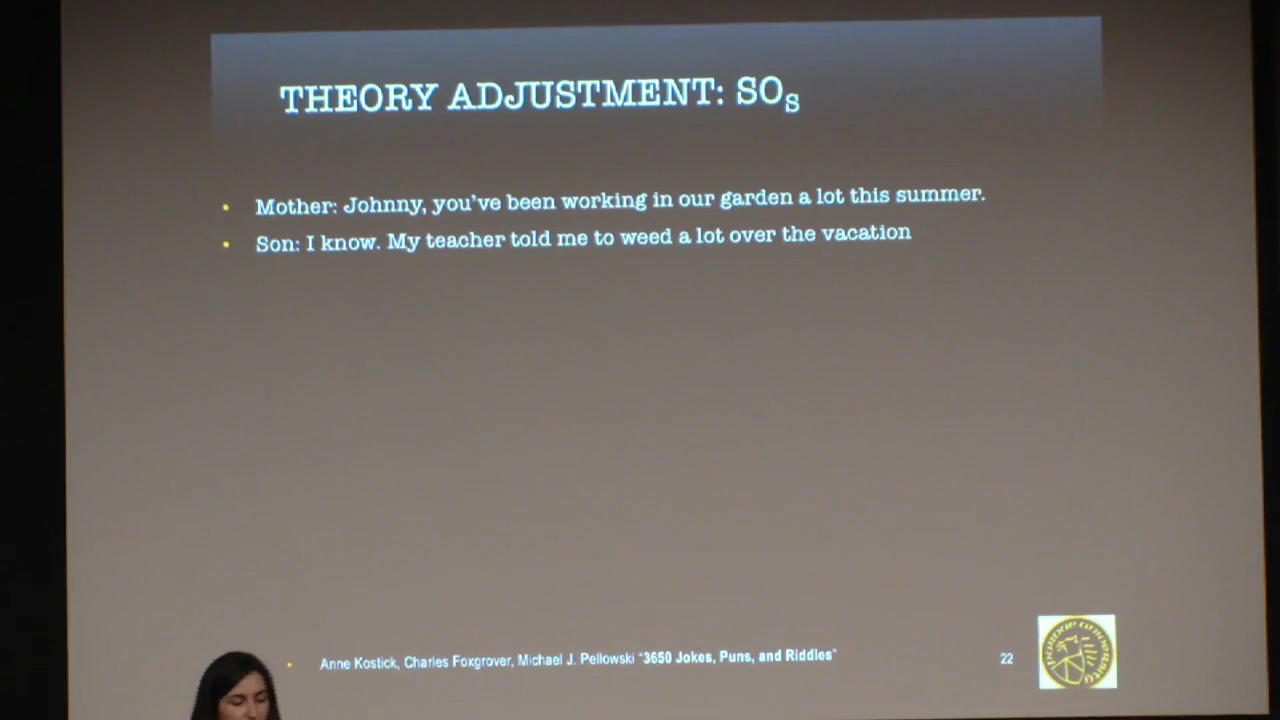 THEORY ADJUSTMENT: SOS
• Mother: Johnny, you've been working in our garden a lot this summer.
• Son: I know. My teacher told me to weed a lot over the vacation
• Anne Kostick, Charles Foxgrover, Michael J. Pellowski "3650 Jokes, Puns, and Riddles"
22